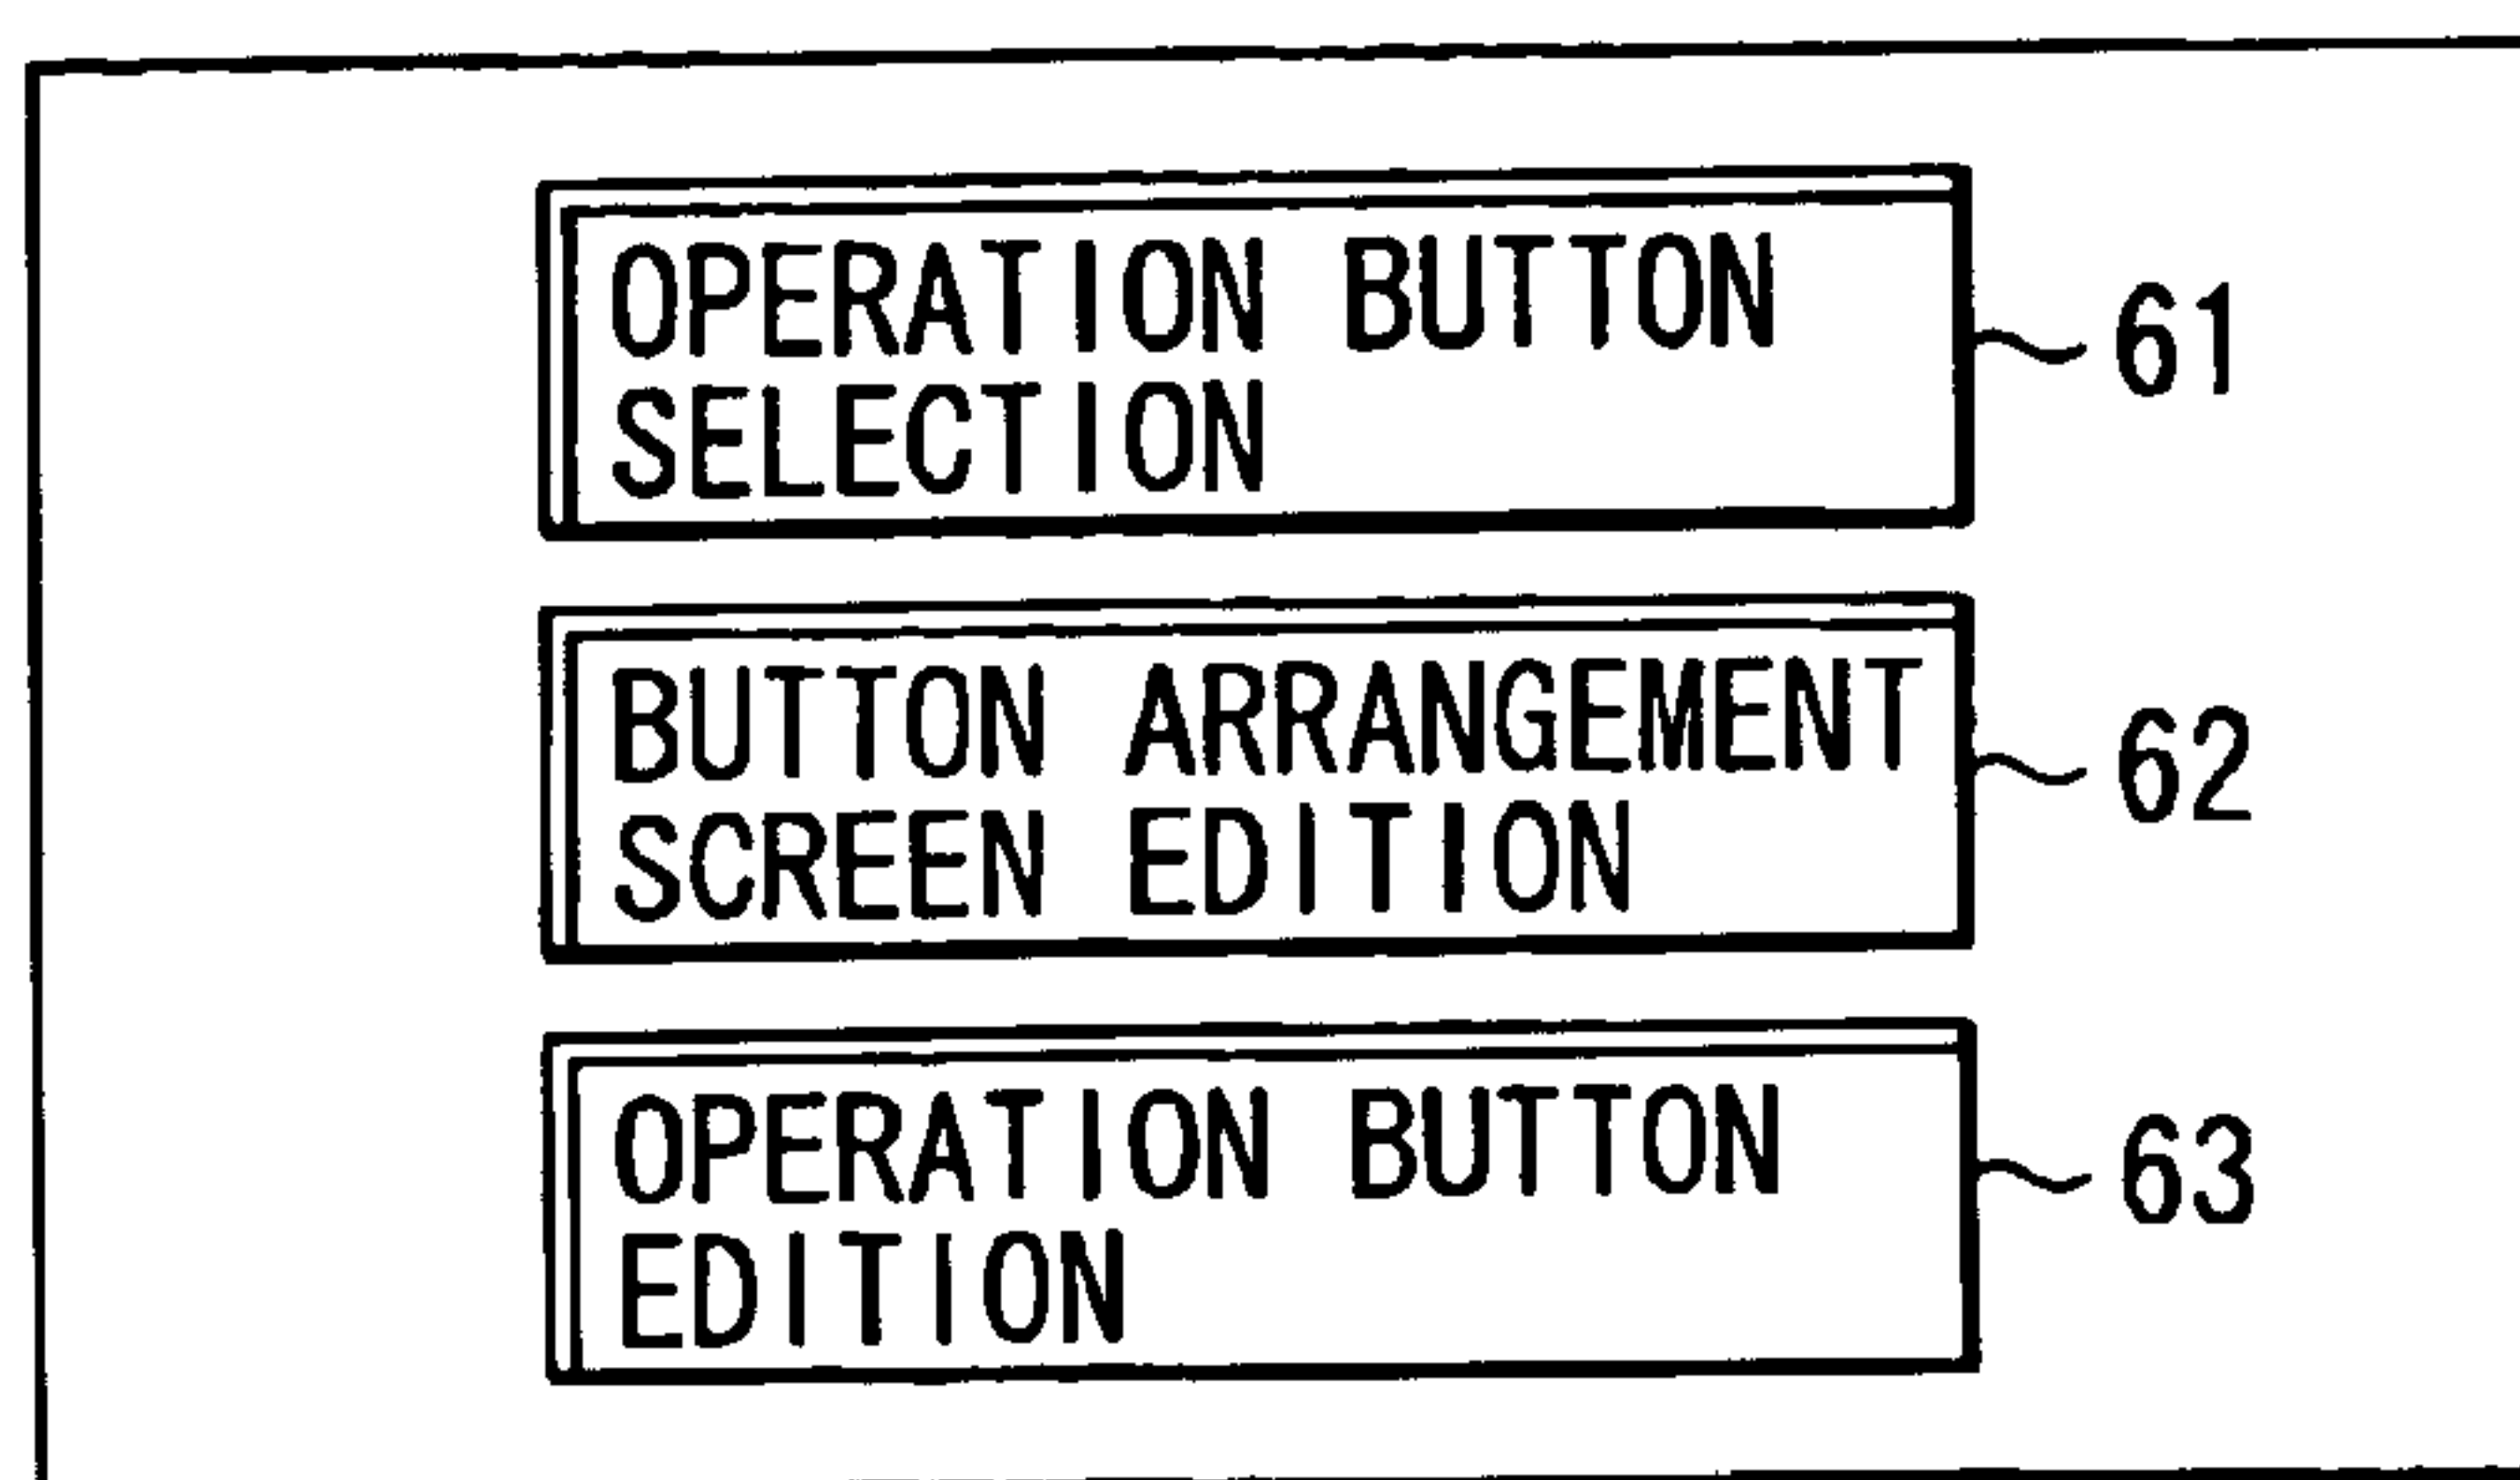 OPERATION BUTTON
SELECTION
61
BUTTON ARRANGEMENT
SCREEN EDITION
62
OPERATION BUTTON
EDITION
63